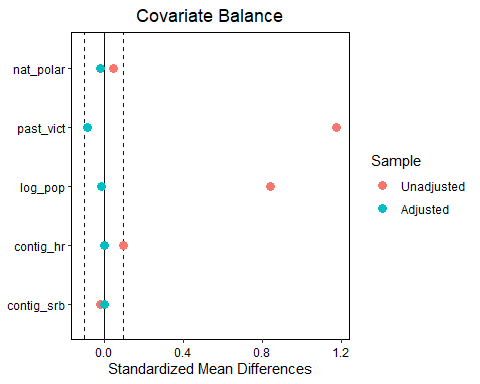 Covariate Balance
nat_polar
past_vict
log_pop
contig_hr
contig_srb
0.0 0.4 0.8 1.2
Standardized Mean Differences
Sample
Unadjusted
Adjusted